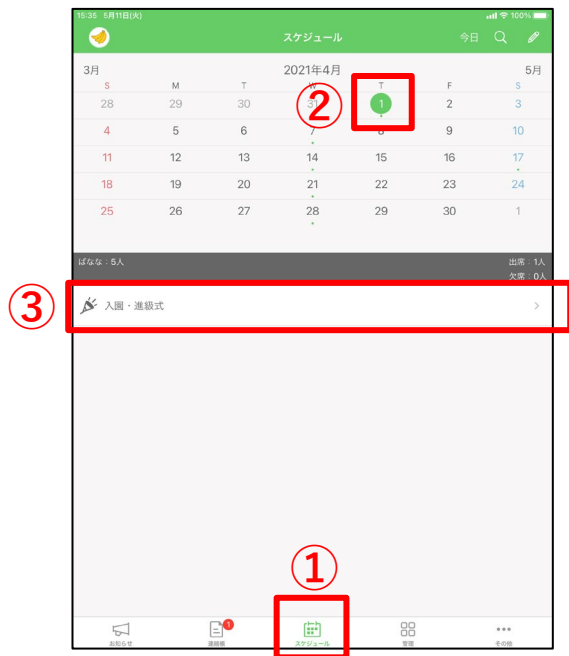 15:35 5月11日(火) 100%
スケジュール 今日
3月 2021年4月 5月
S M T W T F S
28 29 30 31 1 2 3
②
4 5 6 7 8 9 10
11 12 13 14 15 16 17
18 19 20 21 22 23 24
25 26 27 28 29 30 1
ばなな：5人 出席：1人
欠席：0人
③ 入園・進級式
①
1
お知らせ 連絡帳 スケジュール 管理 その他